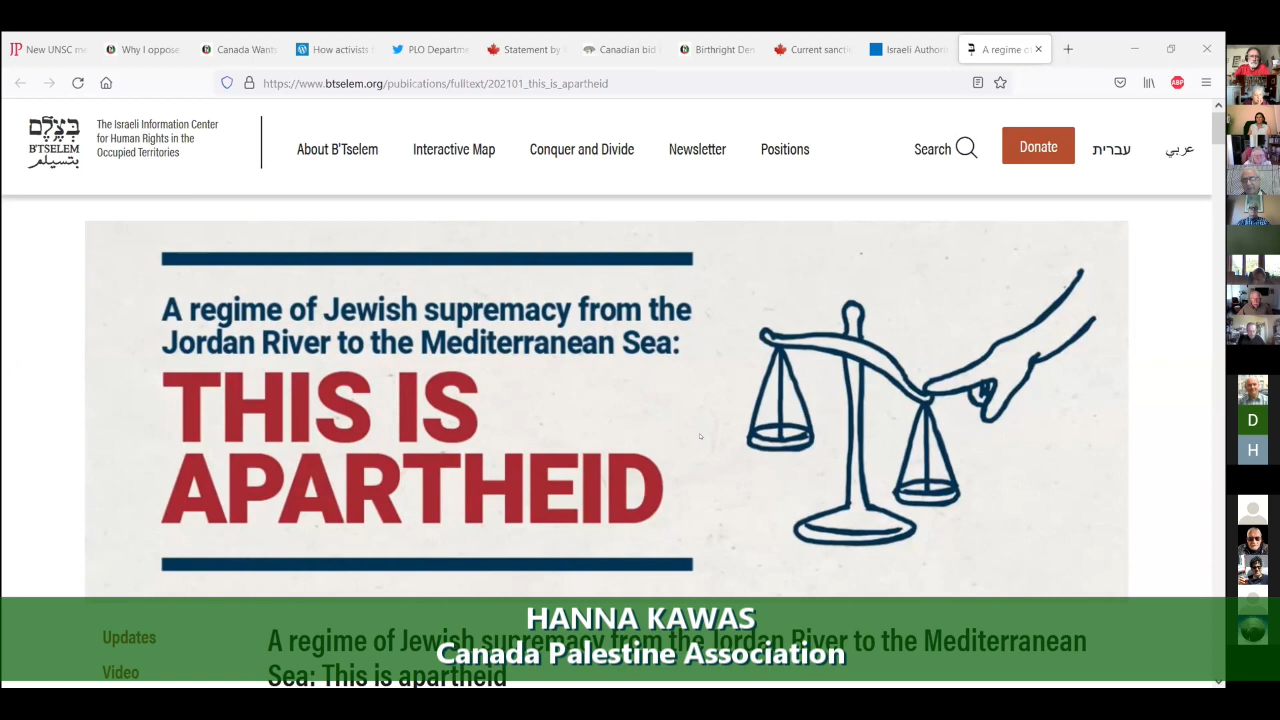 JP New UNSC me
Why I oppose
Canada Want
How activists
PLO Departme
Statement by
Canadian bid
Birthright Den
Current sancti
Israeli Authori
A regime o
https://www.btselem.org/publications/fulltext/202101_this_is_apartheid
ABP
בצלם
B'TSELEM
بتسيلم
The Israeli Information Center
for Human Rights in the
Occupied Territories
About B'Tselem
Interactive Map
Conquer and Divide
Newsletter
Positions
Search
Donate
עברית
عربي
A regime of Jewish supremacy from the
Jordan River to the Mediterranean Sea:
THIS IS
APARTHEID
Updates
Video
A regime of Jewish supremacy from the Jordan River to the Mediterranean
Sea: This is apartheid
HANNA KAWAS
Canada Palestine Association
D
H